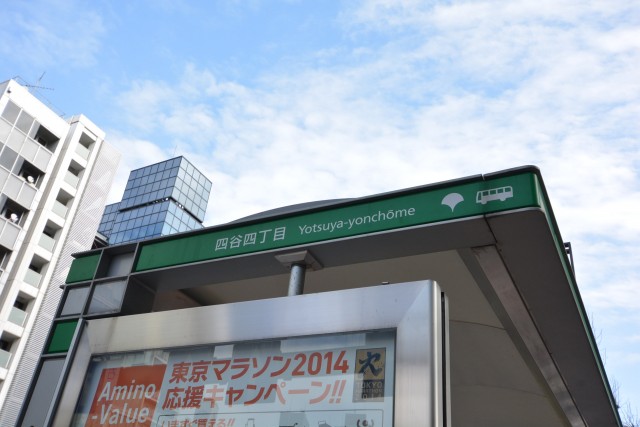 四谷四丁目 Yotsuya-yonchōme
東京マラソン2014
応援キャンペーン!!
Amino
-Value
TOKYO